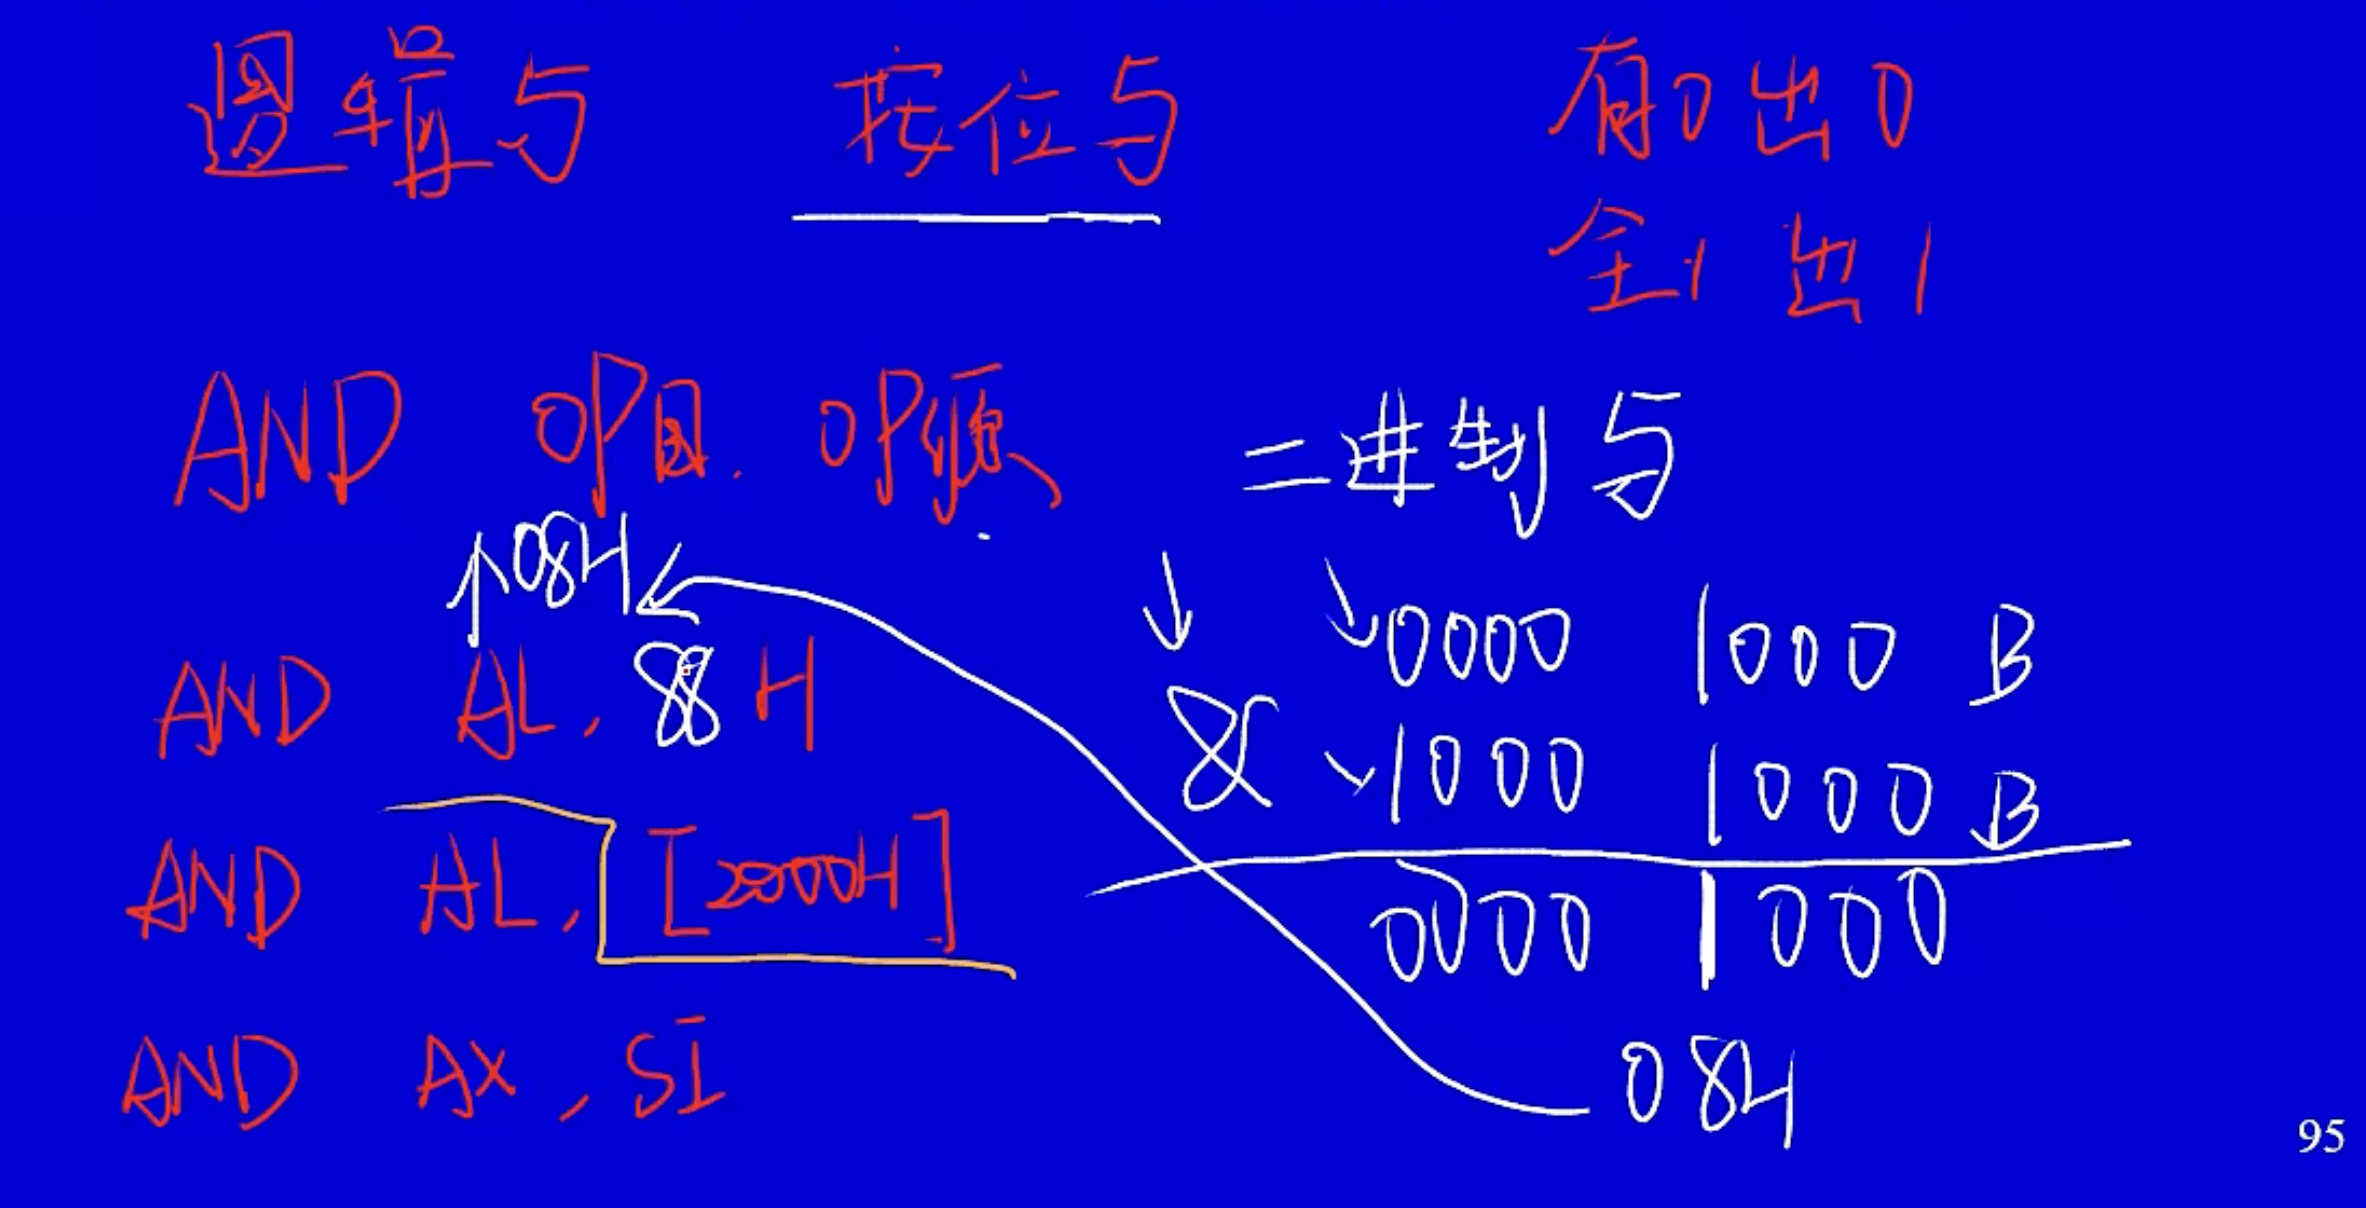 逻辑与 按位与 有0出0
全1出1
AND OP目. OP源 二进制与
08H
0000 1000 B
AND AL, 88H
& 1000 1000 B
AND AL, [2000H]
0000 1000
AND AX, SI
08H
95